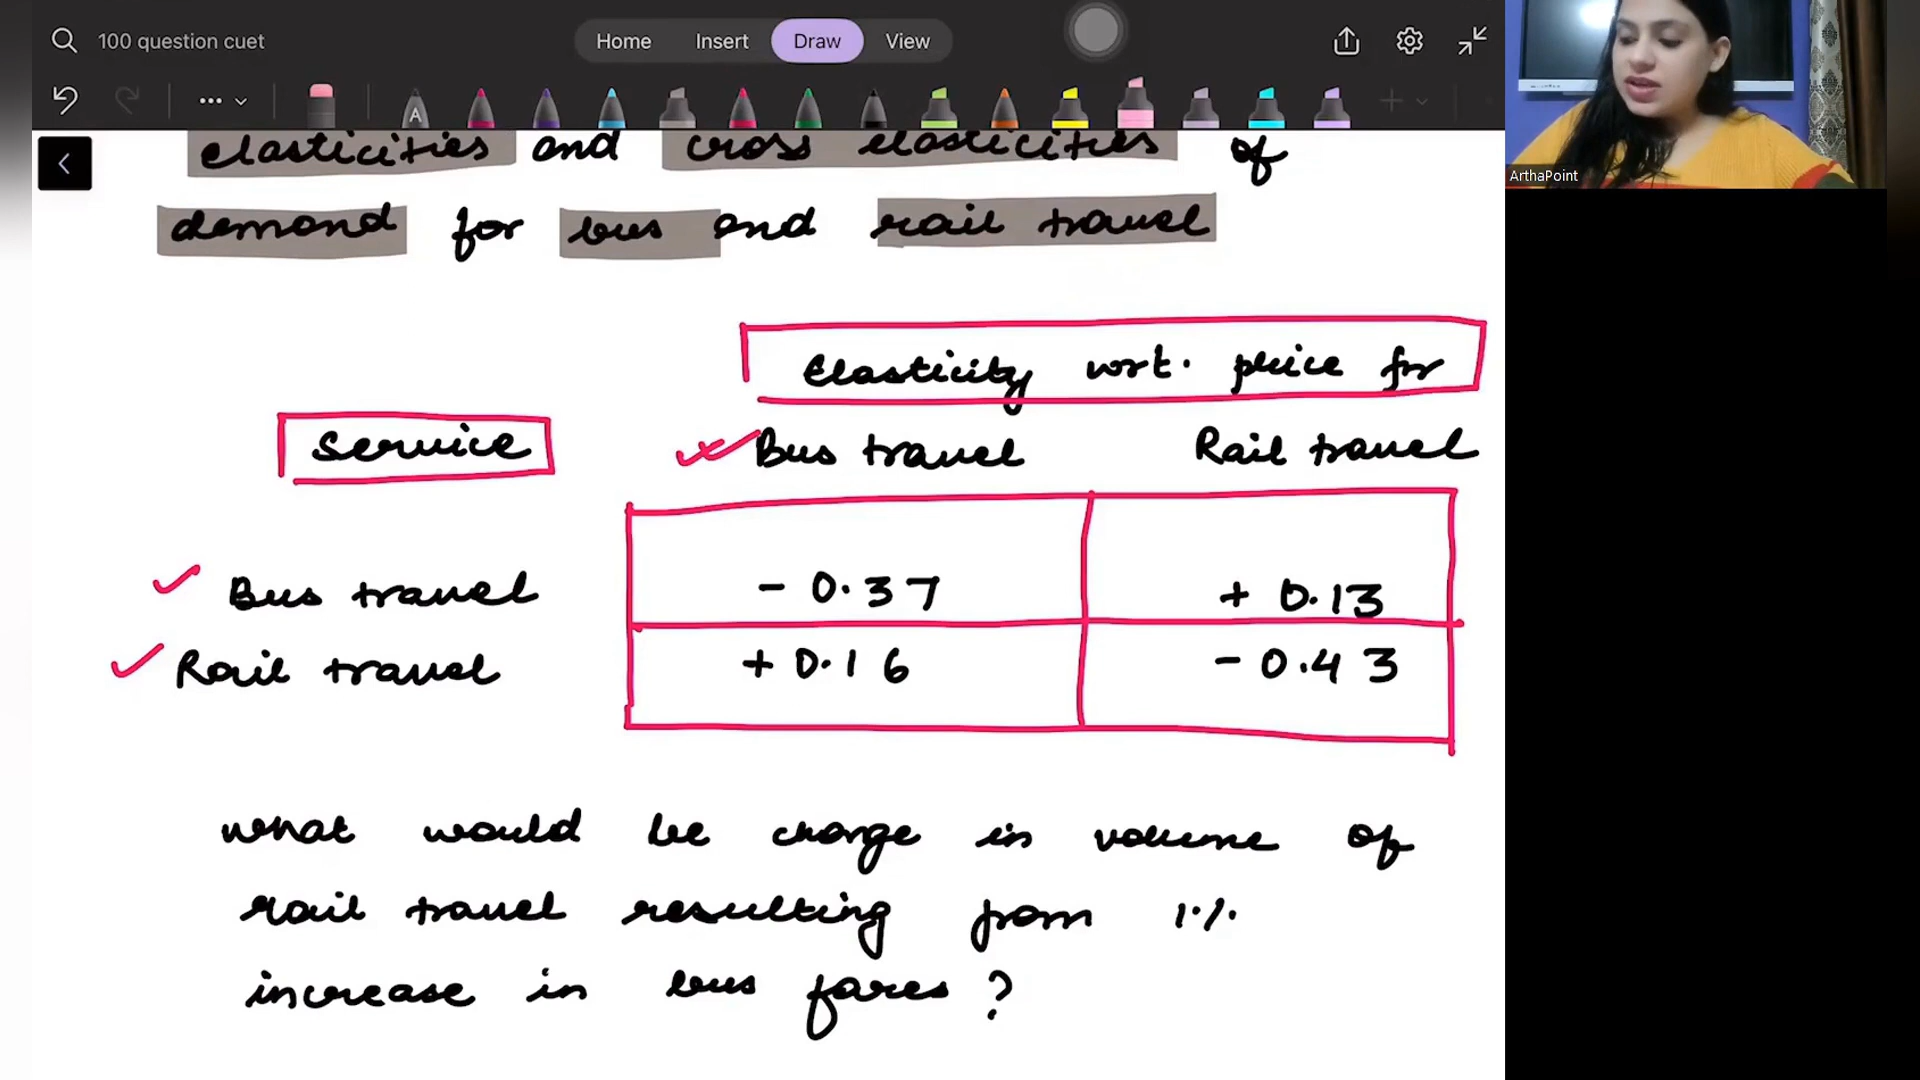 100 question cuet
Home Insert Draw View
A
elasticities and cross elasticities of
demand for bus and rail travel
Elasticity wrt. price for
Service Bus travel Rail travel
Bus travel - 0.37 + 0.13
Rail travel + 0.16 - 0.43
what would be change in volume of
rail travel resulting from 1%
increase in bus fares ?
ArthaPoint